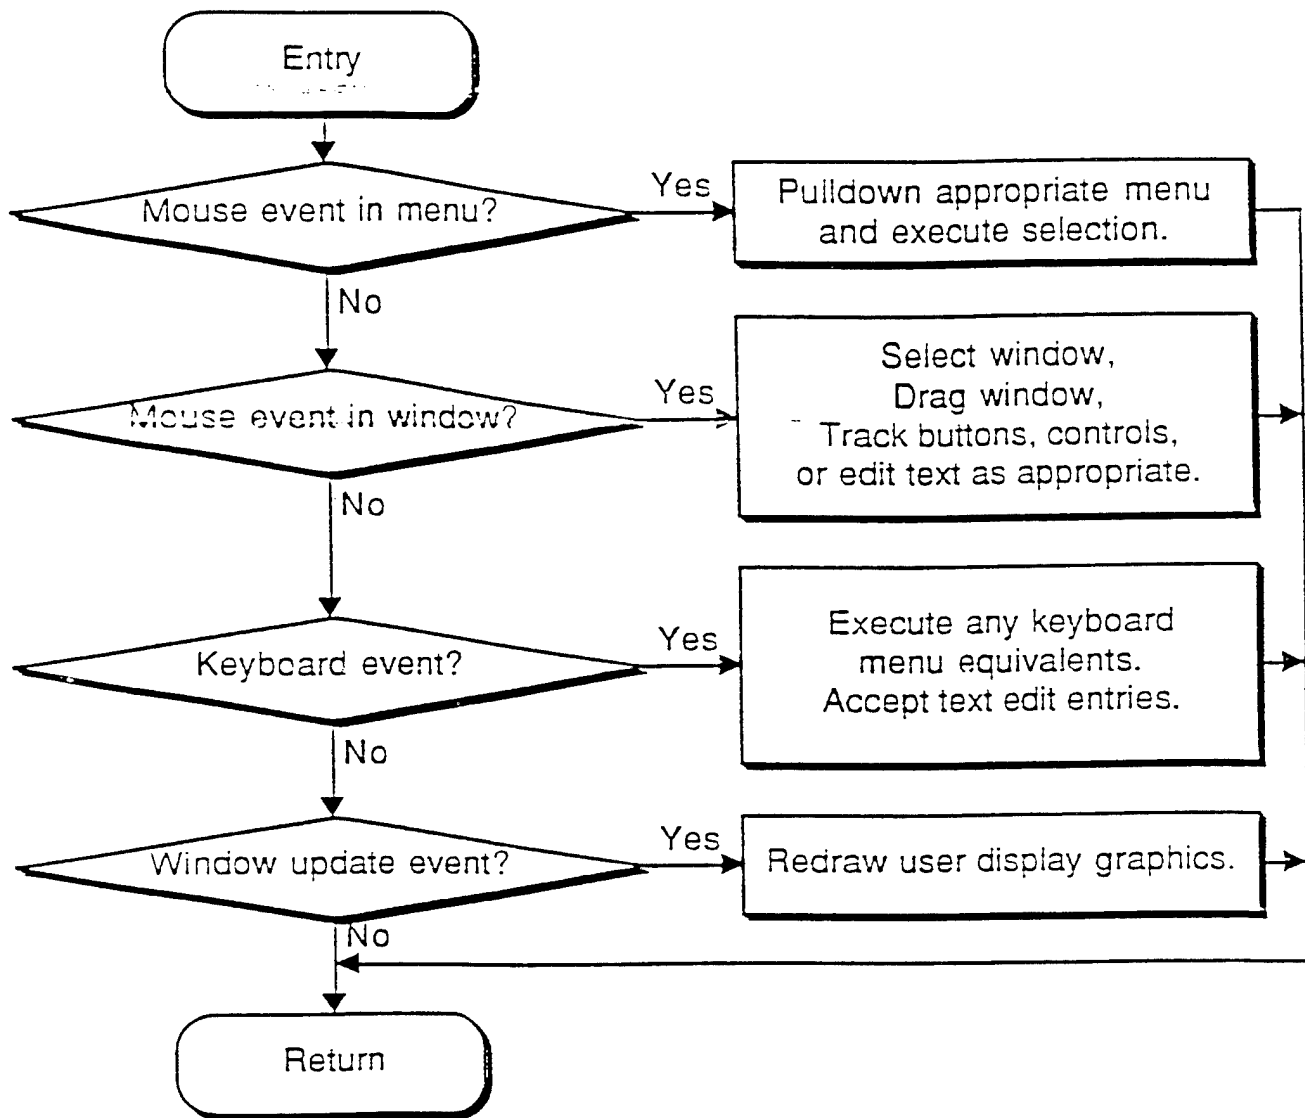 Entry
Mouse event in menu?
Yes
Pulldown appropriate menu
and execute selection.
No
Mouse event in window?
Yes
Select window,
Drag window,
Track buttons, controls,
or edit text as appropriate.
No
Keyboard event?
Yes
Execute any keyboard
menu equivalents.
Accept text edit entries.
No
Window update event?
Yes
Redraw user display graphics.
No
Return